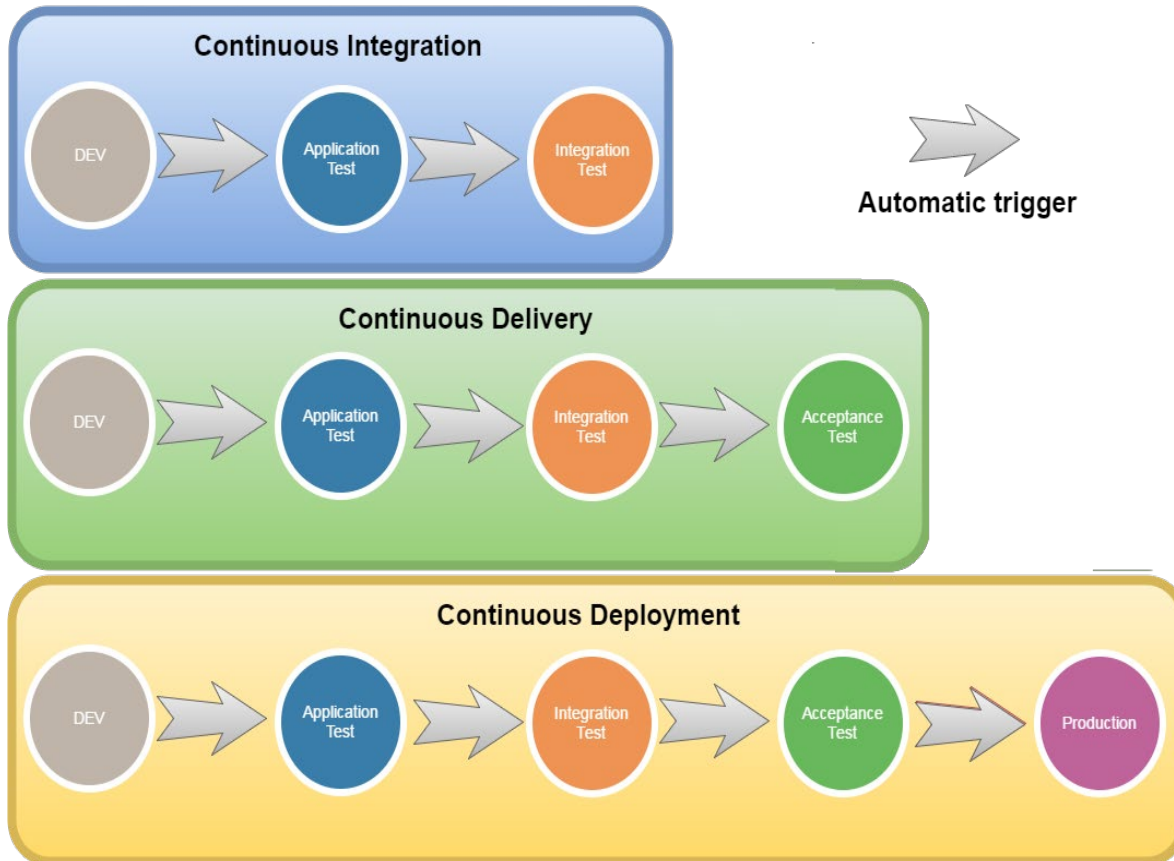 Continuous Integration
DEV
Application
Test
Integration
Test
Automatic trigger
Continuous Delivery
DEV
Application
Test
Integration
Test
Acceptance
Test
Continuous Deployment
DEV
Application
Test
Integration
Test
Acceptance
Test
Production